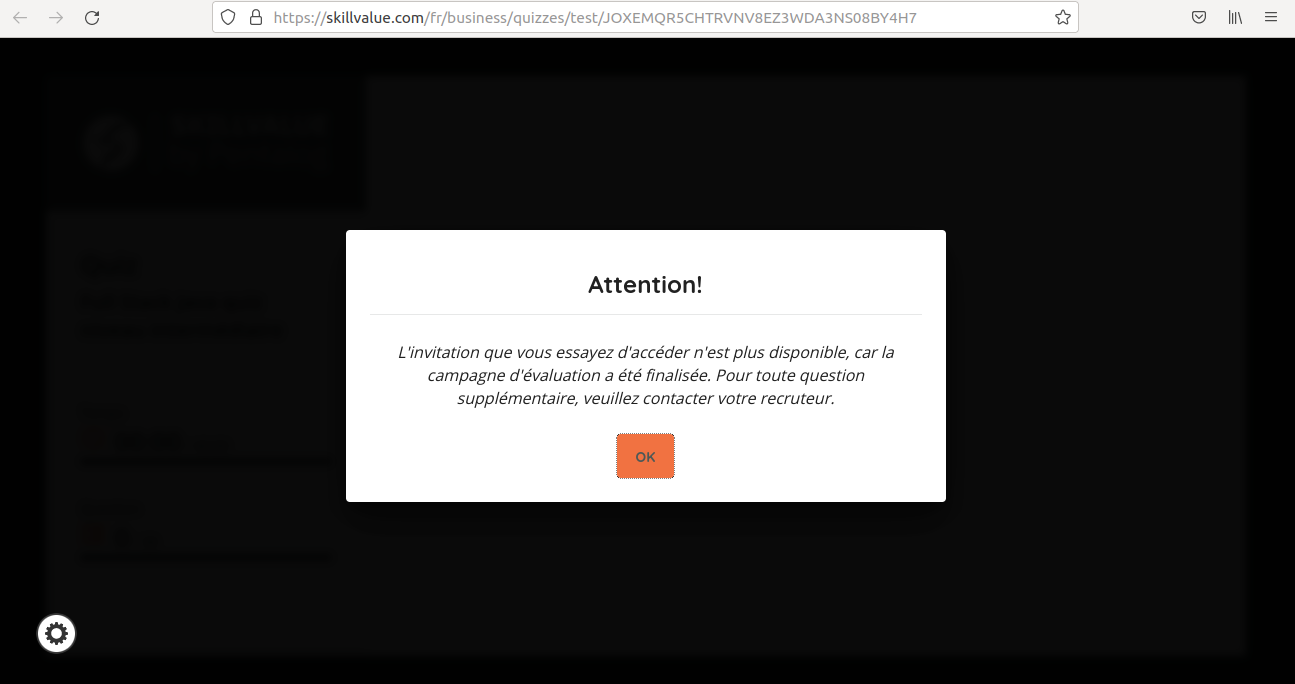 https://skillvalue.com/fr/business/quizzes/test/JOXEMQR5CHTRVNV8EZ3WDA3NS08BY4H7
Attention!
L'invitation que vous essayez d'accéder n'est plus disponible, car la
campagne d'évaluation a été finalisée. Pour toute question
supplémentaire, veuillez contacter votre recruteur.
OK